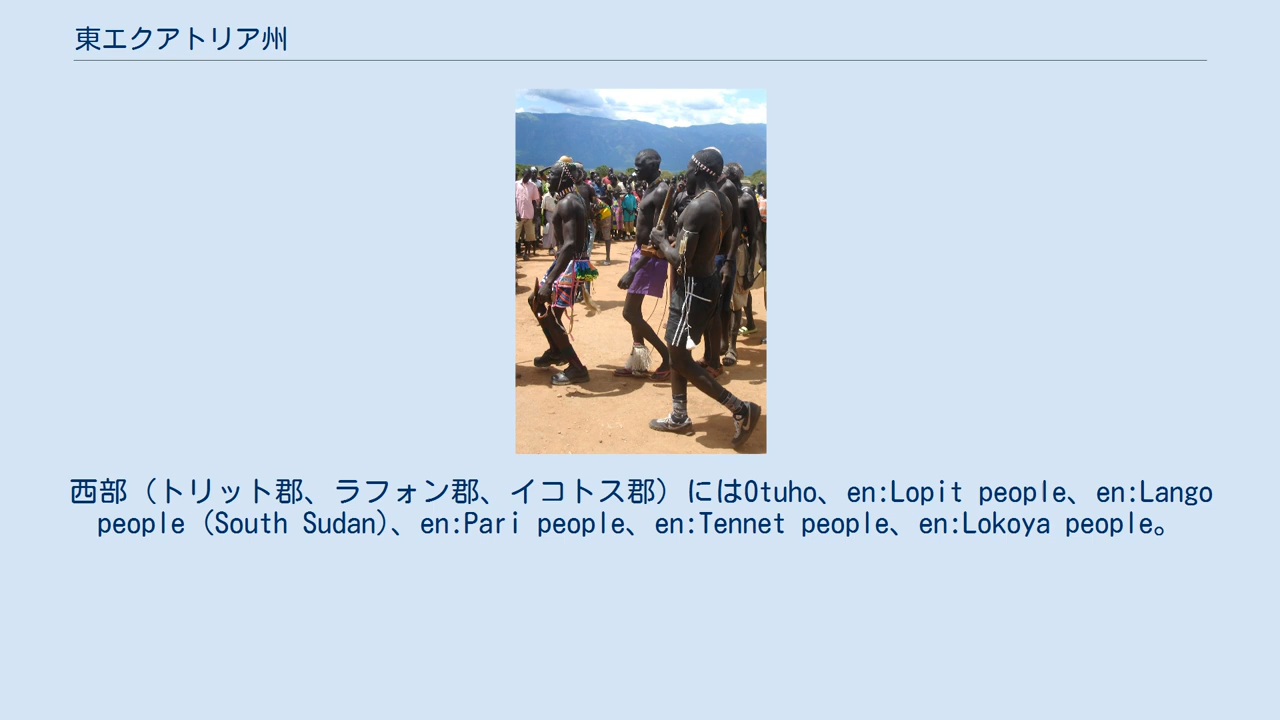 東エクアトリア州
西部（トリット郡、ラフォン郡、イコトス郡）にはOtuho、en:Lopit people、en:Lango
people (South Sudan)、en:Pari people、en:Tennet people、en:Lokoya people。